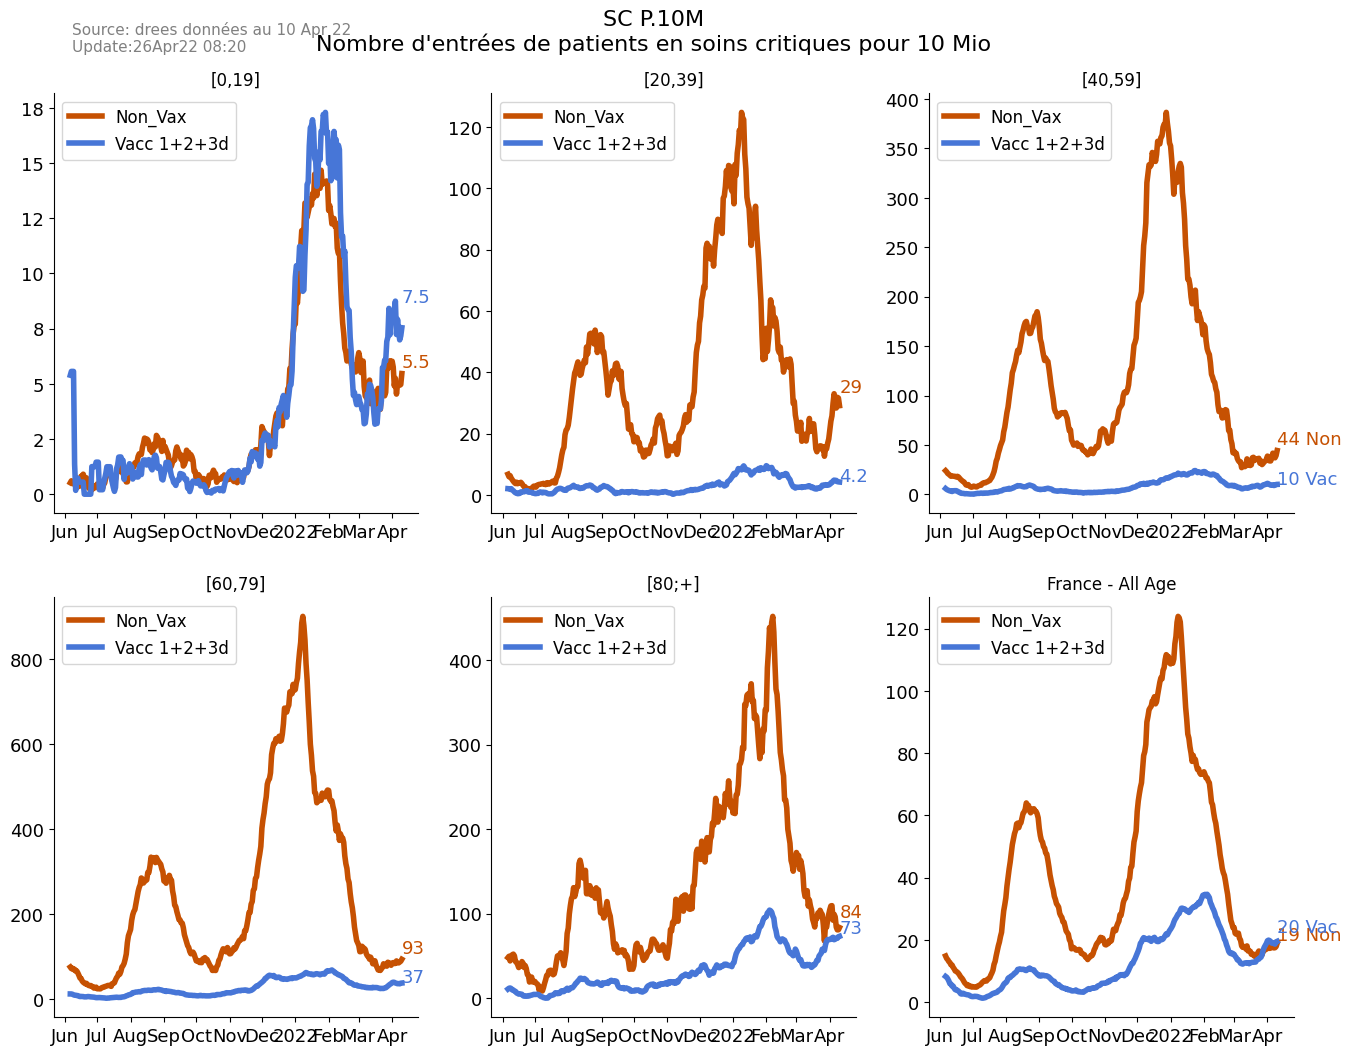 SC P.10M
Source: drees données au 10 Apr 22
Update:26Apr22 08:20
Nombre d'entrées de patients en soins critiques pour 10 Mio
[0,19]
Non_Vax
Vacc 1+2+3d
18
15
12
10
8
5
2
0
7.5
5.5
Jun Jul Aug Sep Oct Nov Dec 2022 Feb Mar Apr
[20,39]
Non_Vax
Vacc 1+2+3d
120
100
80
60
40
20
0
29
4.2
Jun Jul Aug Sep Oct Nov Dec 2022 Feb Mar Apr
[40,59]
Non_Vax
Vacc 1+2+3d
400
350
300
250
200
150
100
50
0
44 Non
10 Vac
Jun Jul Aug Sep Oct Nov Dec 2022 Feb Mar Apr
[60,79]
Non_Vax
Vacc 1+2+3d
800
600
400
200
0
93
37
Jun Jul Aug Sep Oct Nov Dec 2022 Feb Mar Apr
[80;+]
Non_Vax
Vacc 1+2+3d
400
300
200
100
0
84
73
Jun Jul Aug Sep Oct Nov Dec 2022 Feb Mar Apr
France - All Age
Non_Vax
Vacc 1+2+3d
120
100
80
60
40
20
0
20 Vac
19 Non
Jun Jul Aug Sep Oct Nov Dec 2022 Feb Mar Apr